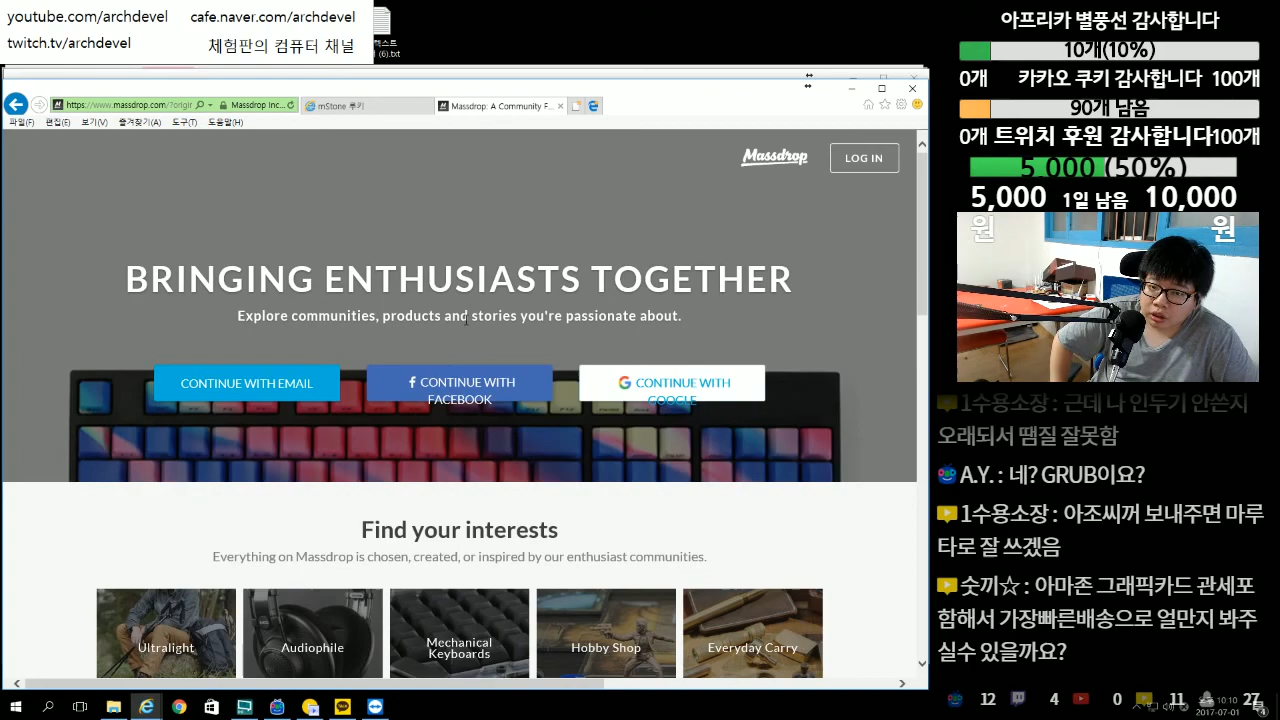 youtube.com/archdevel
cafe.naver.com/archdevel
twitch.tv/archdevel
체험판의 컴퓨터 채널
(6).txt
https://www.massdrop.com/?origir
Massdrop Inc...
mStone 루키
Massdrop: A Community F...
파일(F) 편집(E) 보기(V) 즐겨찾기(A) 도구(T) 도움말(H)
Massdrop
LOG IN
BRINGING ENTHUSIASTS TOGETHER
Explore communities, products and stories you're passionate about.
CONTINUE WITH EMAIL
CONTINUE WITH
FACEBOOK
CONTINUE WITH
GOOGLE
Find your interests
Everything on Massdrop is chosen, created, or inspired by our enthusiast communities.
Ultralight
Audiophile
Mechanical
Keyboards
Hobby Shop
Everyday Carry
아프리카 별풍선 감사합니다
10개(10%)
0개 카카오 쿠키 감사합니다 100개
90개 남음
0개 트위치 후원 감사합니다 100개
5,000 (50%)
5,000 1일 남음 10,000
원 원
1수용소장 : 근데 나 인두기 안쓴지
오래되서 땜질 잘못함
A.Y. : 네? GRUB이요?
1수용소장 : 아조씨꺼 보내주면 마루
타로 잘 쓰겠음
숫끼☆ : 아마존 그래픽카드 관세포
함해서 가장빠른배송으로 얼만지 봐주
실수 있을까요?
12 4 0 11 27
10:10
2017-07-01